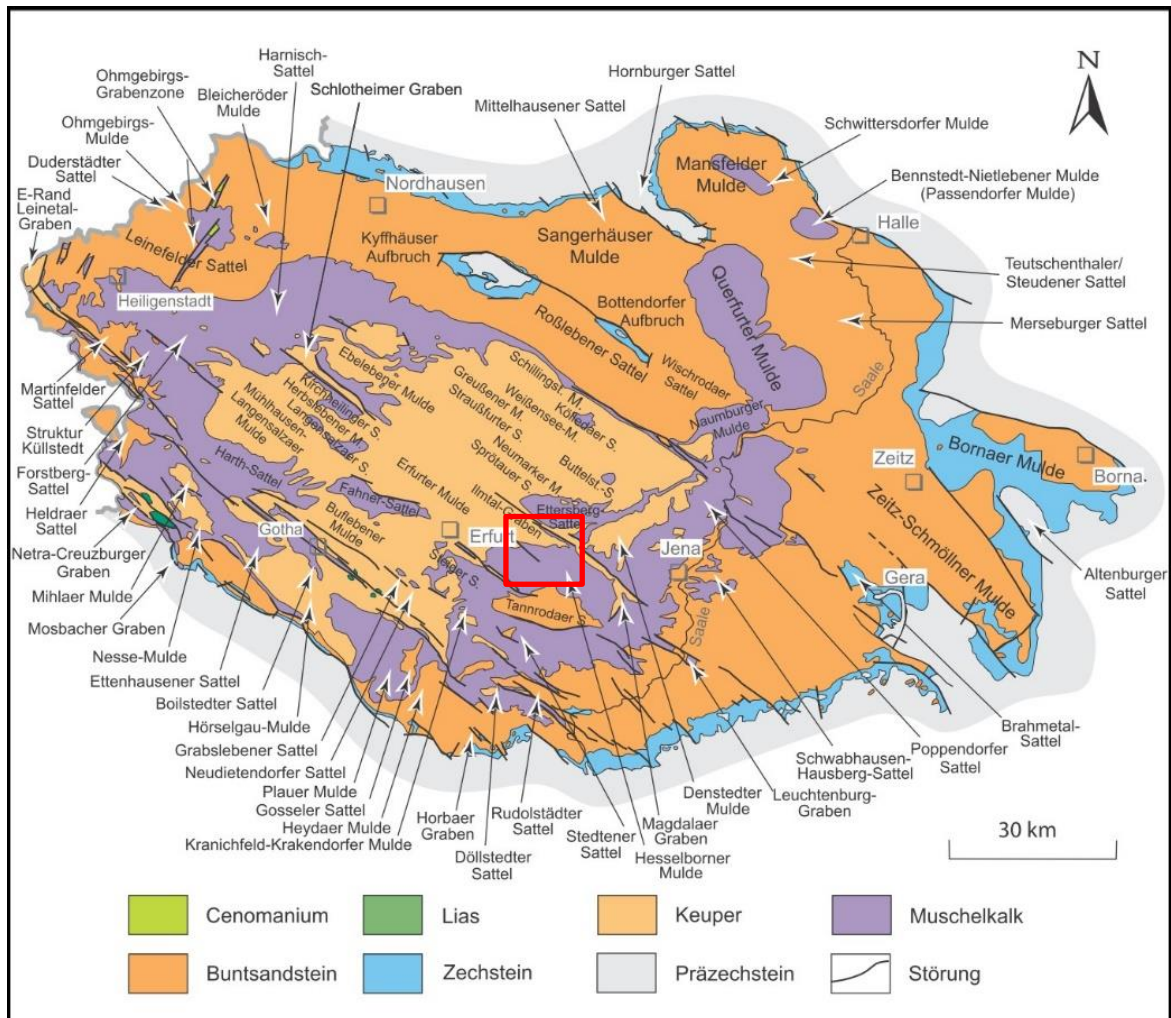 Harnisch-
Sattel
Ohmgebirgs-
Grabenzone
Bleicheröder
Mulde
Schlotheimer Graben
Ohmgebirgs-
Mulde
Duderstädter
Sattel
E-Rand
Leinetal-
Graben
Hornburger Sattel
Mittelhausener Sattel
N
Schwittersdorfer Mulde
Mansfelder
Mulde
Bennstedt-Nietlebener Mulde
(Passendorfer Mulde)
Nordhausen
Halle
Leinefelder Sattel
Kyffhäuser
Aufbruch
Sangerhäuser
Mulde
Teutschenthaler/
Steudener Sattel
Heiligenstadt
Querfurter Mulde
Bottendorfer
Aufbruch
Roßlebener Sattel
Merseburger Sattel
Wischrodaer
Sattel
Saale
Martinfelder
Sattel
Struktur
Küllstedt
Forstberg-
Sattel
Heldraer
Sattel
Netra-Creuzburger
Graben
Mihlaer Mulde
Mosbacher Graben
Nesse-Mulde
Ettenhausener Sattel
Boilstedter Sattel
Hörselgau-Mulde
Grabslebener Sattel
Neudietendorfer Sattel
Plauer Mulde
Gosseler Sattel
Heydaer Mulde
Kranichfeld-Krakendorfer Mulde
Ebelebener Mulde
Kirchheilinger S.
Herbslebener M.
Langensalzaer S.
Mühlhausen-
Langensalzaer
Mulde
Schillingst. M.
Greußener M.
Straußfurter S.
Weißensee-M.
Kölledaer S.
Neumarker M.
Sprötauer S.
Buttelst. S.
Naumburger
Mulde
Harth-Sattel
Fahner-Sattel
Erfurter Mulde
Ilmtal-Graben
Ettersberg-
Sattel
Buflebener
Mulde
Gotha
Erfurt
Steiger S.
Tannrodaer S.
Jena
Saale
Zeitz
Bornaer Mulde
Borna
Zeitz-Schmöllner Mulde
Gera
Altenburger
Sattel
Brahmetal-
Sattel
Poppendorfer
Sattel
Schwabhausen-
Hausberg-Sattel
Leuchtenburg-
Graben
Denstedter
Mulde
Magdalaer
Graben
Hesselborner
Mulde
Stedtener
Sattel
Rudolstädter
Sattel
Döllstedter
Sattel
Horbaer
Graben
30 km
Cenomanium
Lias
Keuper
Muschelkalk
Buntsandstein
Zechstein
Präzechstein
Störung